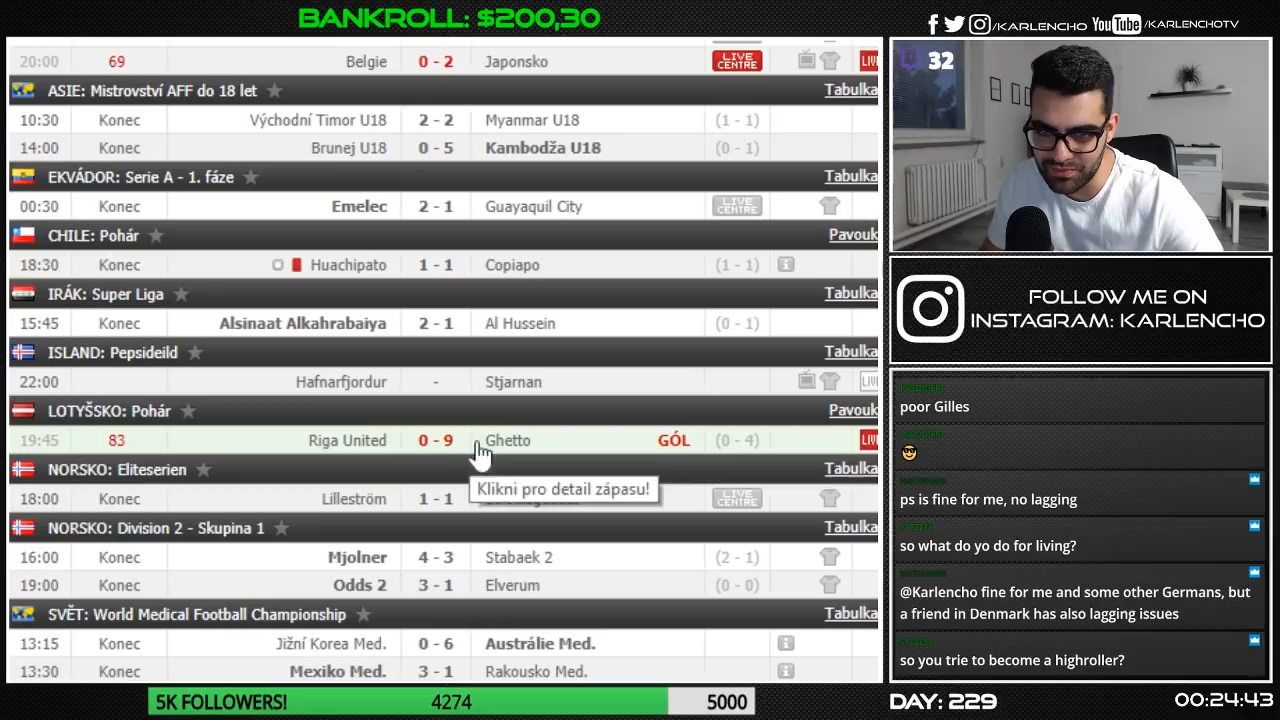 BANKROLL: $200,30
/KARLENCHO YouTube /KARLENCHOTV
20:00 69 Belgie 0 - 2 Japonsko LIVE CENTRE LIV
32
ASIE: Mistrovství AFF do 18 let Tabulka
10:30 Konec Východní Timor U18 2 - 2 Myanmar U18 (1 - 1)
14:00 Konec Brunej U18 0 - 5 Kambodža U18 (0 - 1)
EKVÁDOR: Serie A - 1. fáze Tabulka
00:30 Konec Emelec 2 - 1 Guayaquil City LIVE CENTRE
CHILE: Pohár Pavouk
18:30 Konec Huachipato 1 - 1 Copiapo (1 - 1)
IRÁK: Super Liga Tabulka
15:45 Konec Alsinaat Alkahrabaiya 2 - 1 Al Hussein (0 - 1)
ISLAND: Pepsideild Tabulka
22:00 Hafnarfjordur - Stjarnan LIV
LOTYŠSKO: Pohár Pavouk
19:45 83 Riga United 0 - 9 Ghetto GÓL (0 - 4) LIV
NORSKO: Eliteserien Tabulka
Klikni pro detail zápasu!
18:00 Konec Lilleström 1 - 1 LIVE CENTRE
NORSKO: Division 2 - Skupina 1 Tabulka
16:00 Konec Mjolner 4 - 3 Stabaek 2 (2 - 1)
19:00 Konec Odds 2 3 - 1 Elverum (0 - 0)
SVĚT: World Medical Football Championship Tabulka
13:15 Konec Jižní Korea Med. 0 - 6 Austrálie Med.
13:30 Konec Mexiko Med. 3 - 1 Rakousko Med.
FOLLOW ME ON
INSTAGRAM: KARLENCHO
poor Gilles
ps is fine for me, no lagging
so what do yo do for living?
@Karlencho fine for me and some other Germans, but
a friend in Denmark has also lagging issues
so you trie to become a highroller?
5K FOLLOWERS! 4274 5000
DAY: 229 00:24:43